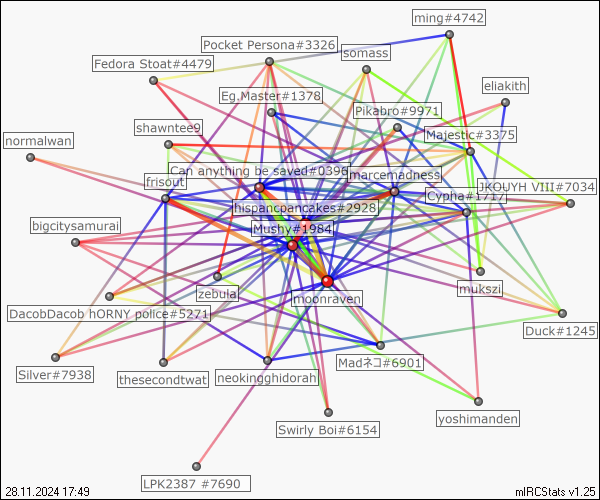 ming#4742
Pocket Persona#3326
somass
Fedora Stoat#4479
eliakith
Eg.Master#1378
Pikabro#9971
shawntee9
Majestic#3375
normalwan
Can anything be saved#0396
marcemadness
frisout
JKOUYH VIII#7034
Cypha#1717
hispancpancakes#2928
bigcitysamurai
Mushy#1984
zebula
mukszi
moonraven
DacobDacob hORNY police#5271
Duck#1245
Madネコ#6901
Silver#7938
thesecondtwat
neokingghidorah
yoshimanden
Swirly Boi#6154
LPK2387 #7690
28.11.2024 17:49
mIRCStats v1.25